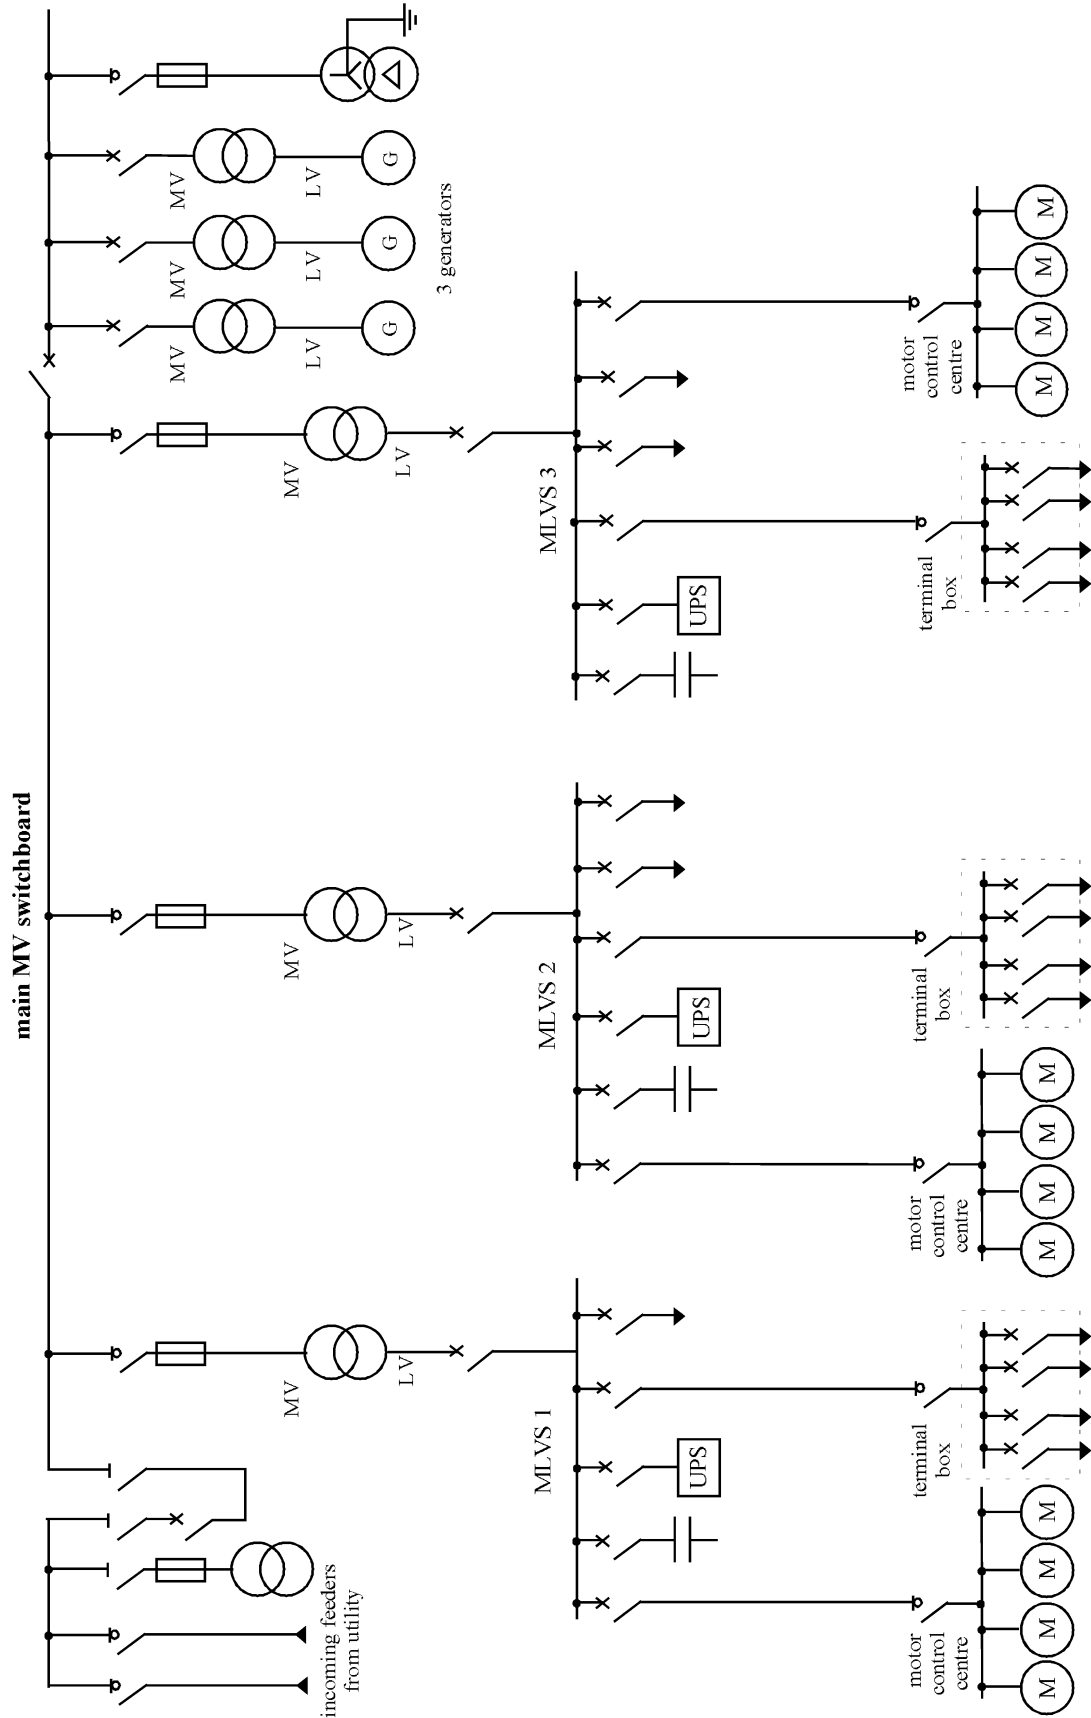 main MV switchboard
incoming feeders
from utility
MV
LV
MV
LV
MV
LV
MV
MV
MV
LV
LV
LV
G
G
G
3 generators
MLVS 1
UPS
MLVS 2
UPS
MLVS 3
UPS
motor
control
centre
M
M
M
M
terminal
box
motor
control
centre
M
M
M
M
terminal
box
terminal
box
motor
control
centre
M
M
M
M